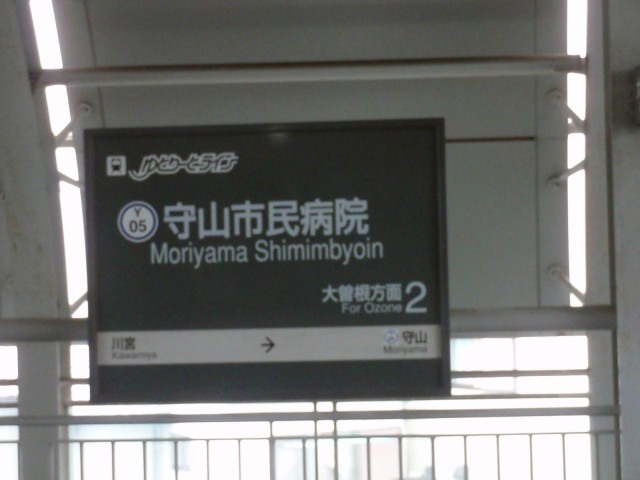 ゆとりーとライン
Y
05
守山市民病院
Moriyama Shimimbyoin
大曽根方面 2
For Ozone
川宮 → 守山
Kawamiya Moriyama